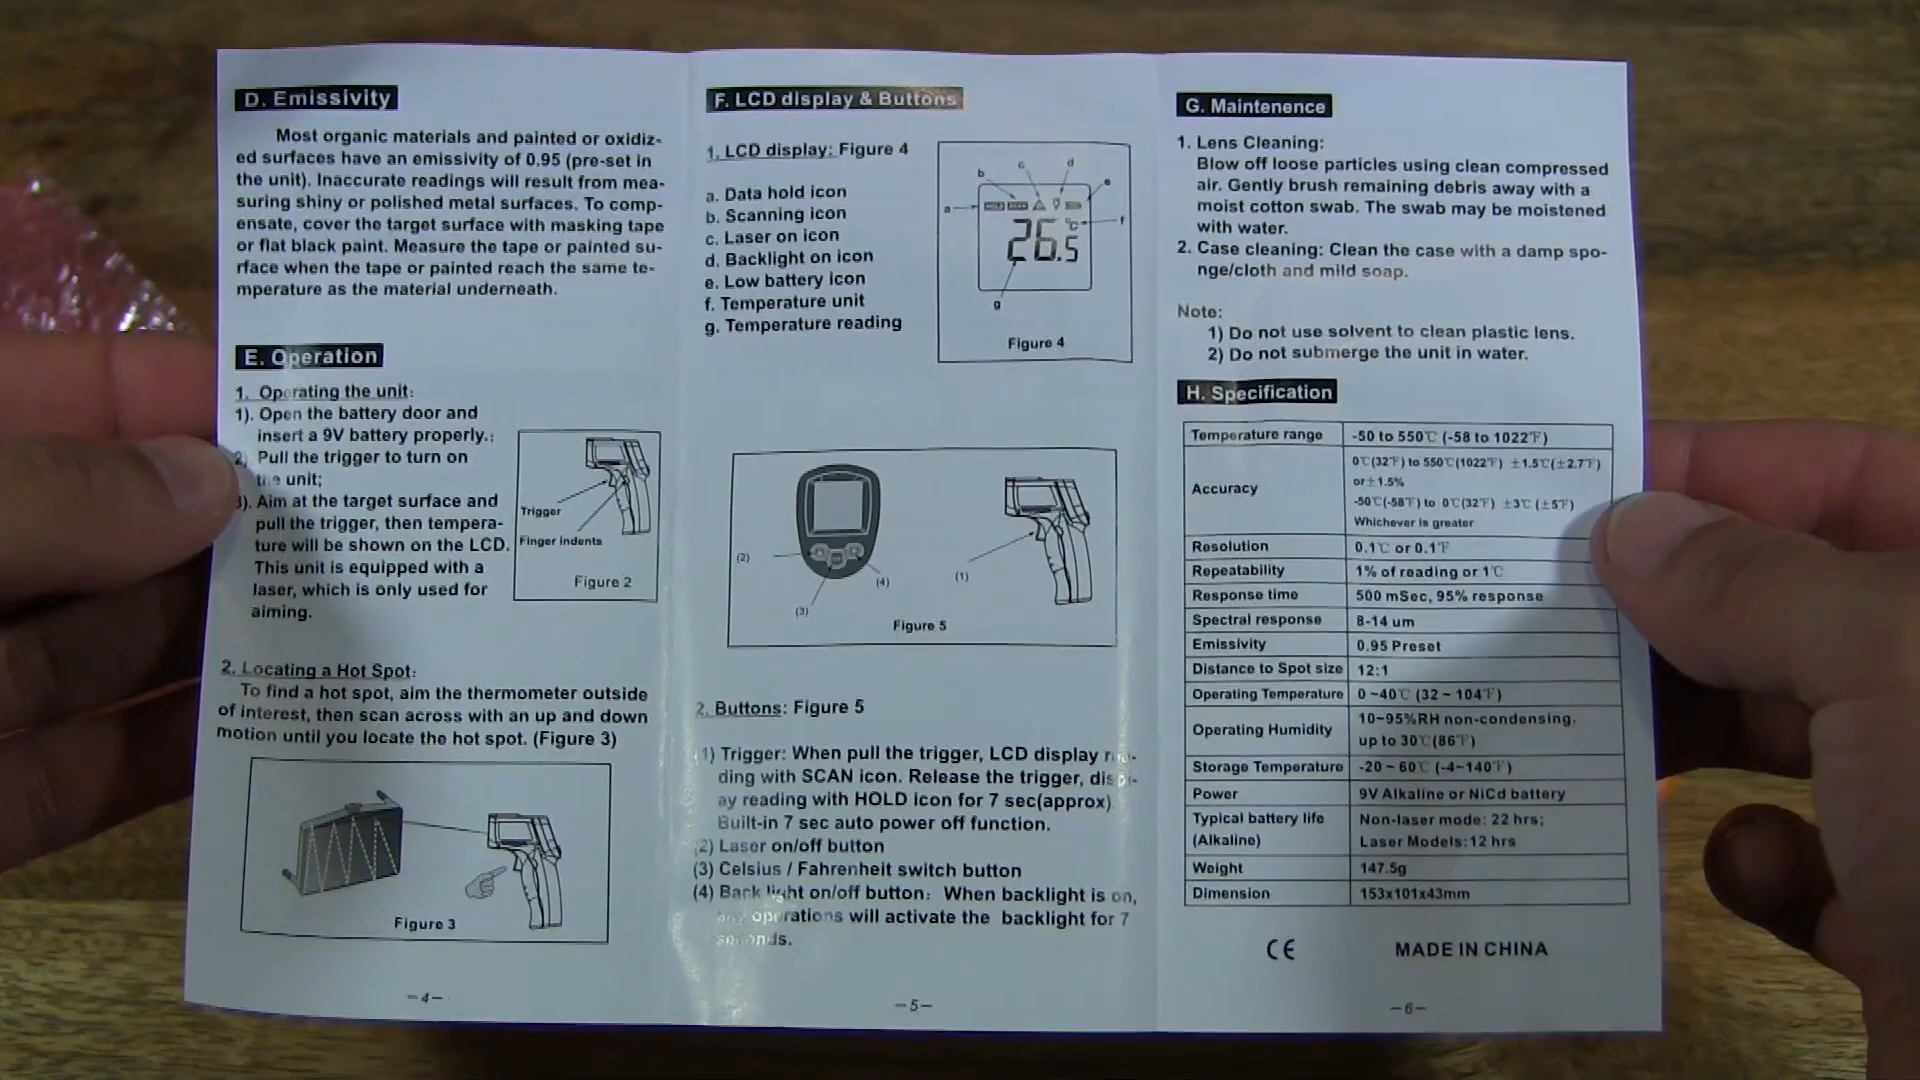 D. Emissivity
Most organic materials and painted or oxidiz-
ed surfaces have an emissivity of 0.95 (pre-set in
the unit). Inaccurate readings will result from mea-
suring shiny or polished metal surfaces. To comp-
ensate, cover the target surface with masking tape
or flat black paint. Measure the tape or painted su-
rface when the tape or painted reach the same te-
mperature as the material underneath.
E. Operation
1. Operating the unit:
1). Open the battery door and
insert a 9V battery properly.;
2) Pull the trigger to turn on
the unit;
3). Aim at the target surface and
pull the trigger, then tempera-
ture will be shown on the LCD.
This unit is equipped with a
laser, which is only used for
aiming.
Trigger
Finger indents
Figure 2
2. Locating a Hot Spot:
To find a hot spot, aim the thermometer outside
of interest, then scan across with an up and down
motion until you locate the hot spot. (Figure 3)
Figure 3
-4-
F. LCD display & Buttons
1. LCD display: Figure 4
a. Data hold icon
b. Scanning icon
c. Laser on icon
d. Backlight on icon
e. Low battery icon
f. Temperature unit
g. Temperature reading
a
b
c
d
e
f
g
26.5 °C
Figure 4
(2)
(3)
(4)
(1)
Figure 5
2. Buttons: Figure 5
(1) Trigger: When pull the trigger, LCD display rea-
ding with SCAN icon. Release the trigger, displ-
ay reading with HOLD icon for 7 sec(approx)
Built-in 7 sec auto power off function.
(2) Laser on/off button
(3) Celsius / Fahrenheit switch button
(4) Back light on/off button: When backlight is on,
any operations will activate the backlight for 7
seconds.
-5-
G. Maintenence
1. Lens Cleaning:
Blow off loose particles using clean compressed
air. Gently brush remaining debris away with a
moist cotton swab. The swab may be moistened
with water.
2. Case cleaning: Clean the case with a damp spo-
nge/cloth and mild soap.
Note:
1) Do not use solvent to clean plastic lens.
2) Do not submerge the unit in water.
H. Specification
Temperature range -50 to 550℃ (-58 to 1022℉)
Accuracy 0℃(32℉) to 550℃(1022℉) ±1.5℃(±2.7℉)
or±1.5%
-50℃(-58℉) to 0℃(32℉) ±3℃ (±5℉)
Whichever is greater
Resolution 0.1℃ or 0.1℉
Repeatability 1% of reading or 1℃
Response time 500 mSec, 95% response
Spectral response 8-14 um
Emissivity 0.95 Preset
Distance to Spot size 12:1
Operating Temperature 0 ~40℃ (32 ~ 104℉)
Operating Humidity 10~95%RH non-condensing,
up to 30℃(86℉)
Storage Temperature -20 ~ 60℃ (-4~140℉)
Power 9V Alkaline or NiCd battery
Typical battery life (Alkaline) Non-laser mode: 22 hrs;
Laser Models: 12 hrs
Weight 147.5g
Dimension 153x101x43mm
CE MADE IN CHINA
-6-